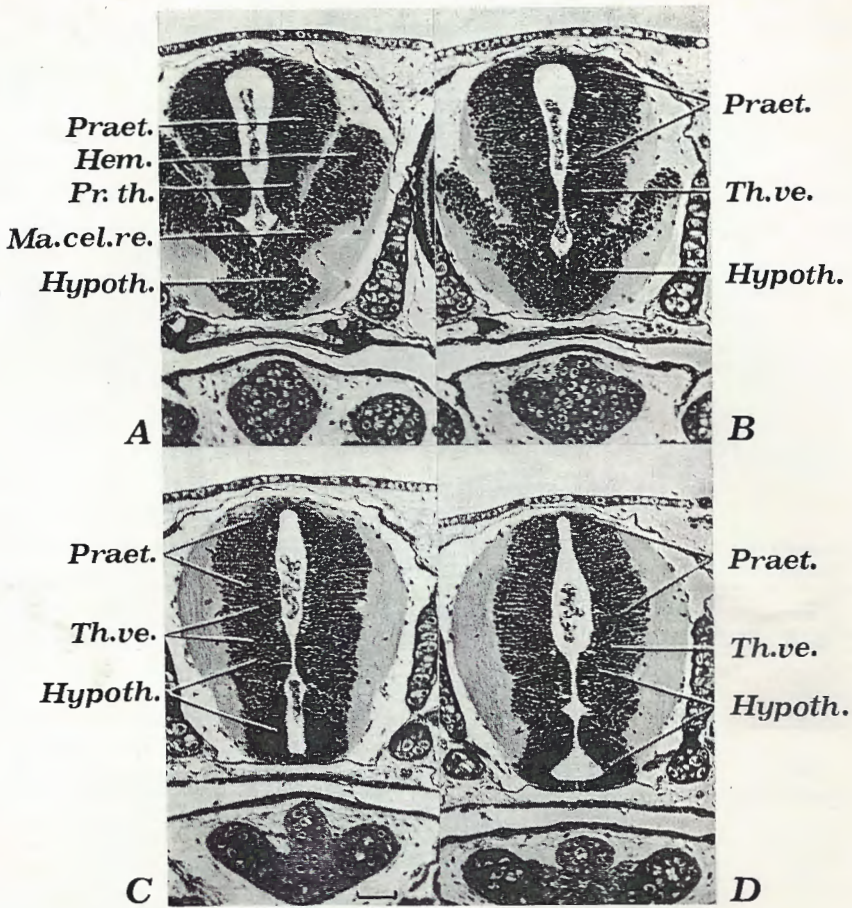 Praet.
Hem.
Pr. th.
Ma.cel.re.
Hypoth.
A
Praet.
Th.ve.
Hypoth.
B
Praet.
Th.ve.
Hypoth.
C
Praet.
Th.ve.
Hypoth.
D